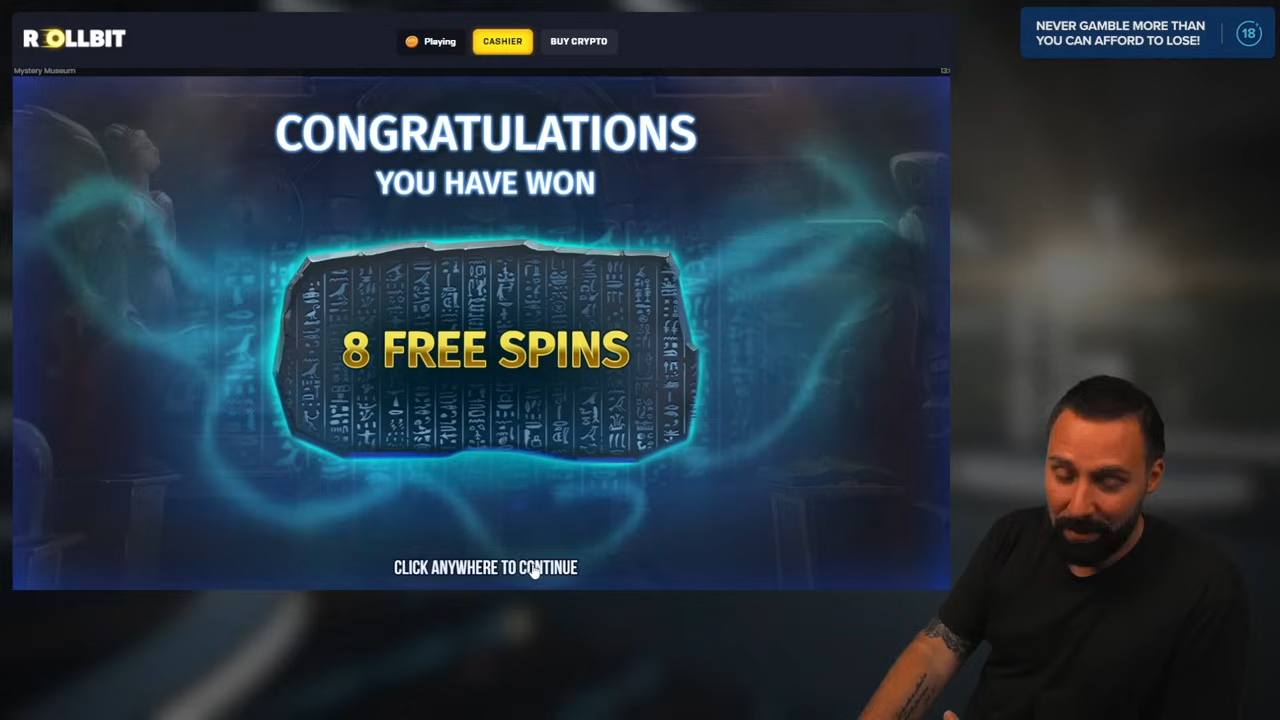 ROLLBIT
Playing
CASHIER
BUY CRYPTO
NEVER GAMBLE MORE THAN
YOU CAN AFFORD TO LOSE!
18+
Mystery Museum
CONGRATULATIONS
YOU HAVE WON
8 FREE SPINS
CLICK ANYWHERE TO CONTINUE